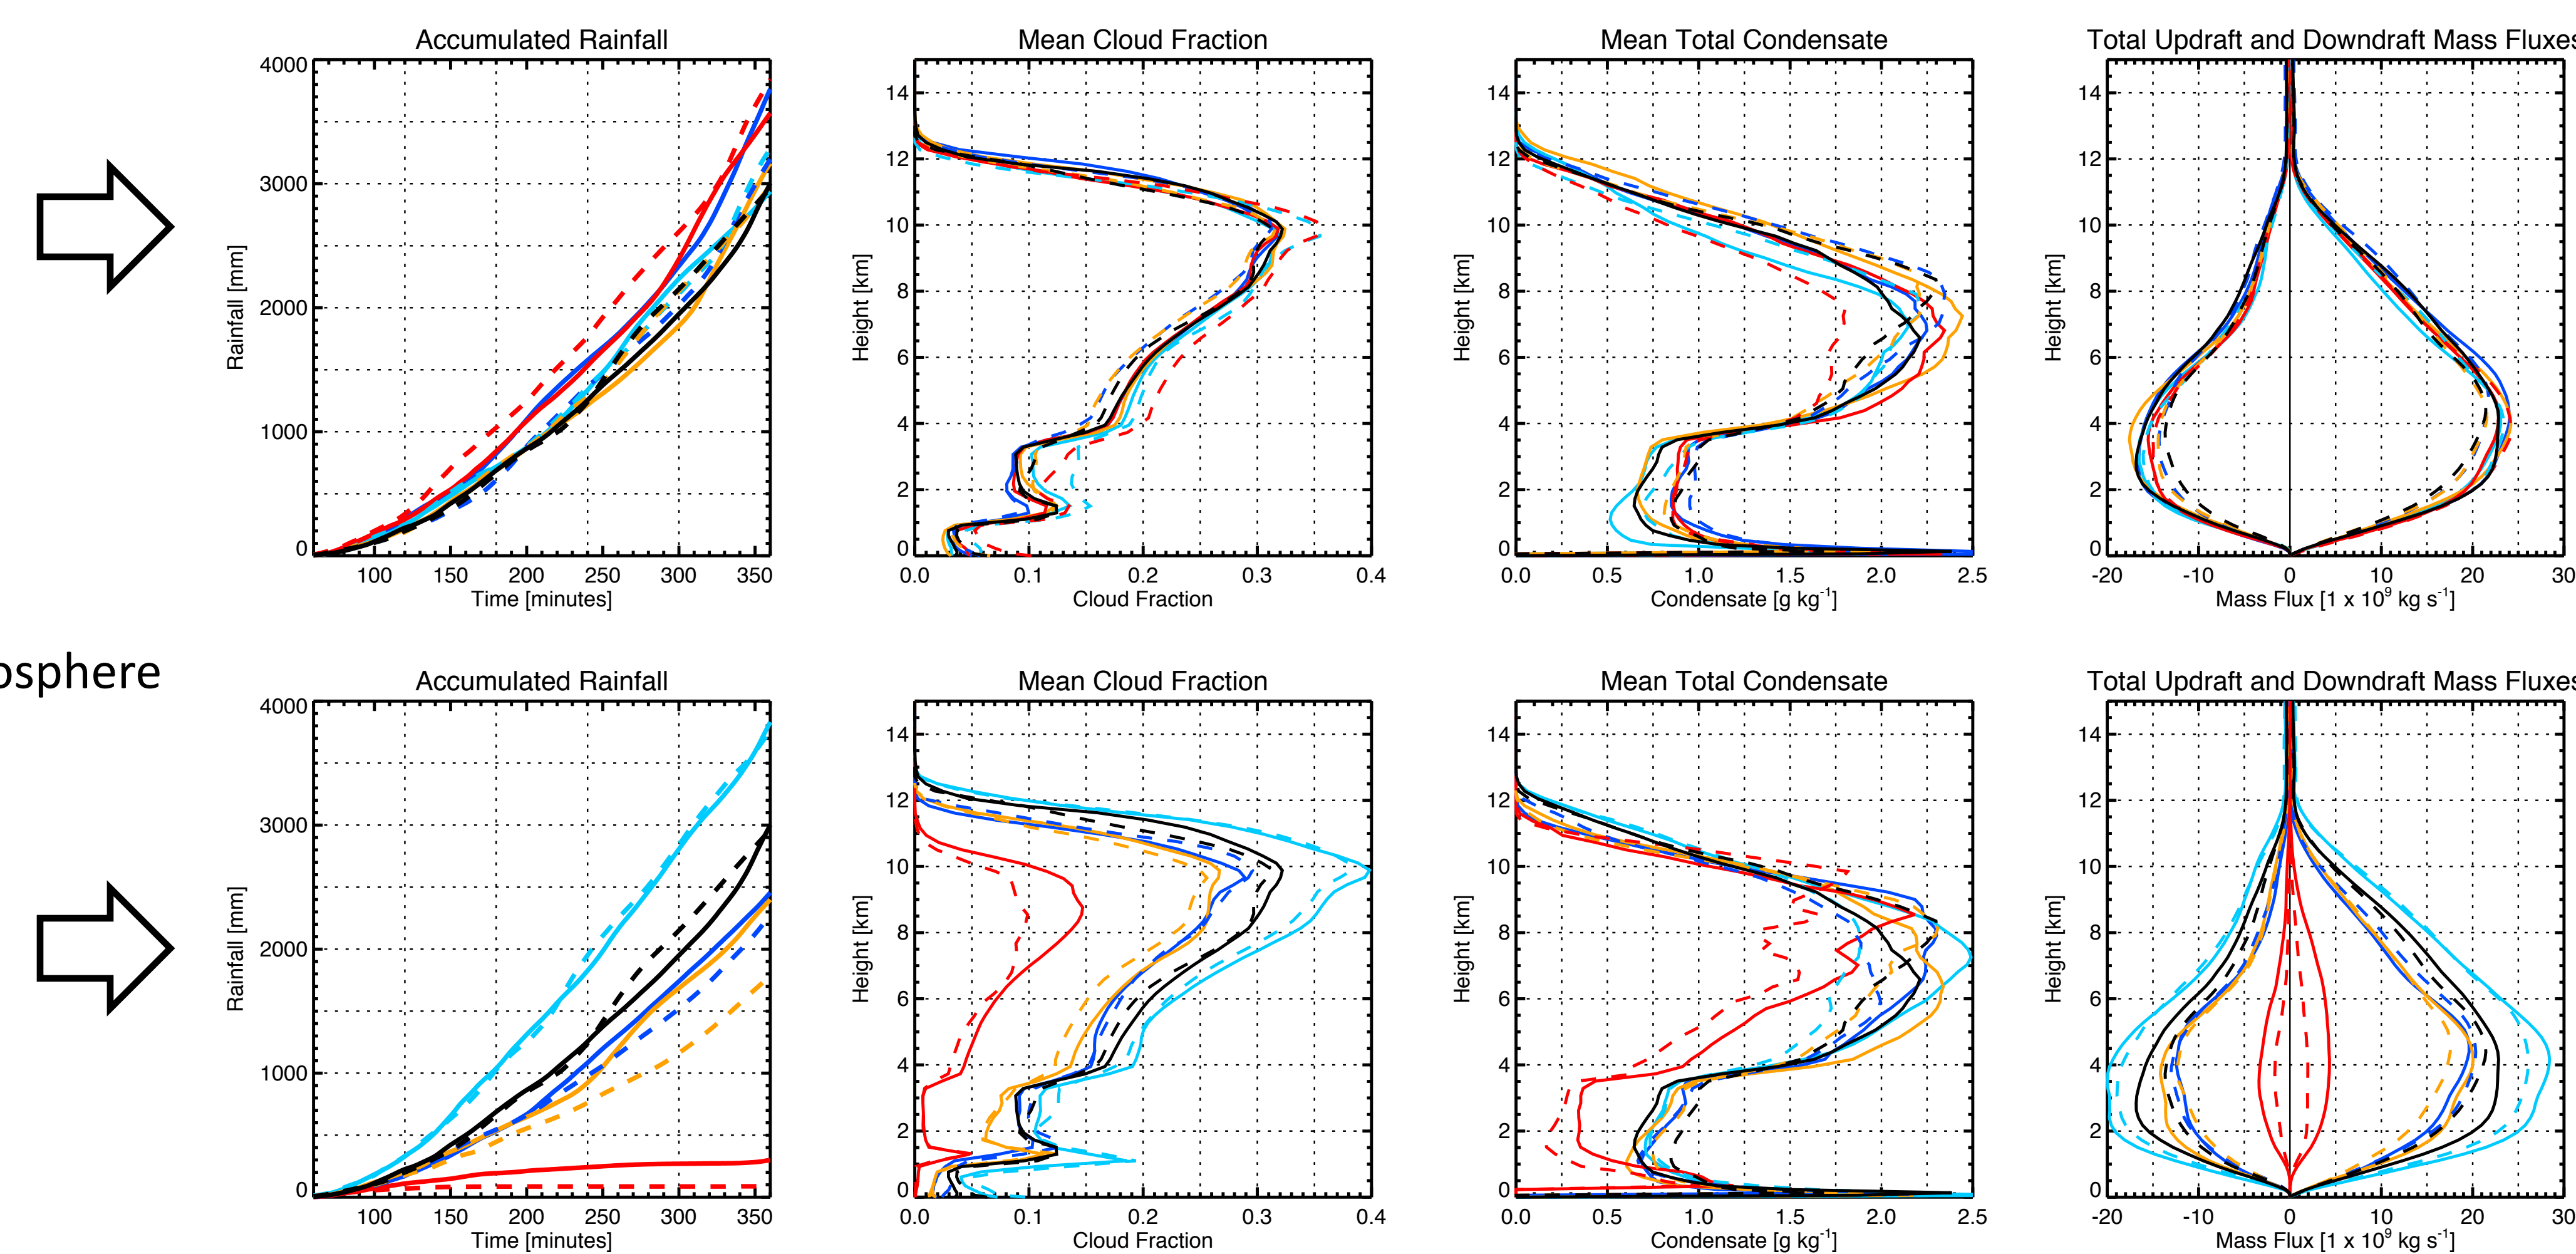 Accumulated Rainfall
4000
3000
2000
1000
0
Rainfall [mm]
100 150 200 250 300 350
Time [minutes]
Mean Cloud Fraction
14
12
10
8
6
4
2
0
Height [km]
0.0 0.1 0.2 0.3 0.4
Cloud Fraction
Mean Total Condensate
14
12
10
8
6
4
2
0
Height [km]
0.0 0.5 1.0 1.5 2.0 2.5
Condensate [g kg⁻¹]
Total Updraft and Downdraft Mass Fluxes
14
12
10
8
6
4
2
0
Height [km]
-20 -10 0 10 20 30
Mass Flux [1 x 10⁹ kg s⁻¹]
osphere
Accumulated Rainfall
4000
3000
2000
1000
0
Rainfall [mm]
100 150 200 250 300 350
Time [minutes]
Mean Cloud Fraction
14
12
10
8
6
4
2
0
Height [km]
0.0 0.1 0.2 0.3 0.4
Cloud Fraction
Mean Total Condensate
14
12
10
8
6
4
2
0
Height [km]
0.0 0.5 1.0 1.5 2.0 2.5
Condensate [g kg⁻¹]
Total Updraft and Downdraft Mass Fluxes
14
12
10
8
6
4
2
0
Height [km]
-20 -10 0 10 20 30
Mass Flux [1 x 10⁹ kg s⁻¹]